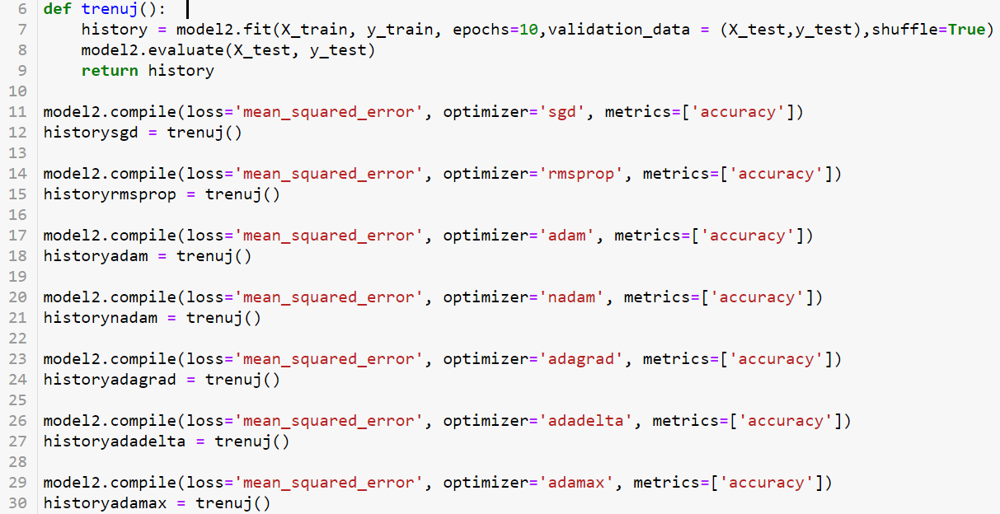 6 def trenuj():
7     history = model2.fit(X_train, y_train, epochs=10,validation_data = (X_test,y_test),shuffle=True)
8     model2.evaluate(X_test, y_test)
9     return history
10
11 model2.compile(loss='mean_squared_error', optimizer='sgd', metrics=['accuracy'])
12 historysgd = trenuj()
13
14 model2.compile(loss='mean_squared_error', optimizer='rmsprop', metrics=['accuracy'])
15 historyrmsprop = trenuj()
16
17 model2.compile(loss='mean_squared_error', optimizer='adam', metrics=['accuracy'])
18 historyadam = trenuj()
19
20 model2.compile(loss='mean_squared_error', optimizer='nadam', metrics=['accuracy'])
21 historynadam = trenuj()
22
23 model2.compile(loss='mean_squared_error', optimizer='adagrad', metrics=['accuracy'])
24 historyadagrad = trenuj()
25
26 model2.compile(loss='mean_squared_error', optimizer='adadelta', metrics=['accuracy'])
27 historyadadelta = trenuj()
28
29 model2.compile(loss='mean_squared_error', optimizer='adamax', metrics=['accuracy'])
30 historyadamax = trenuj()